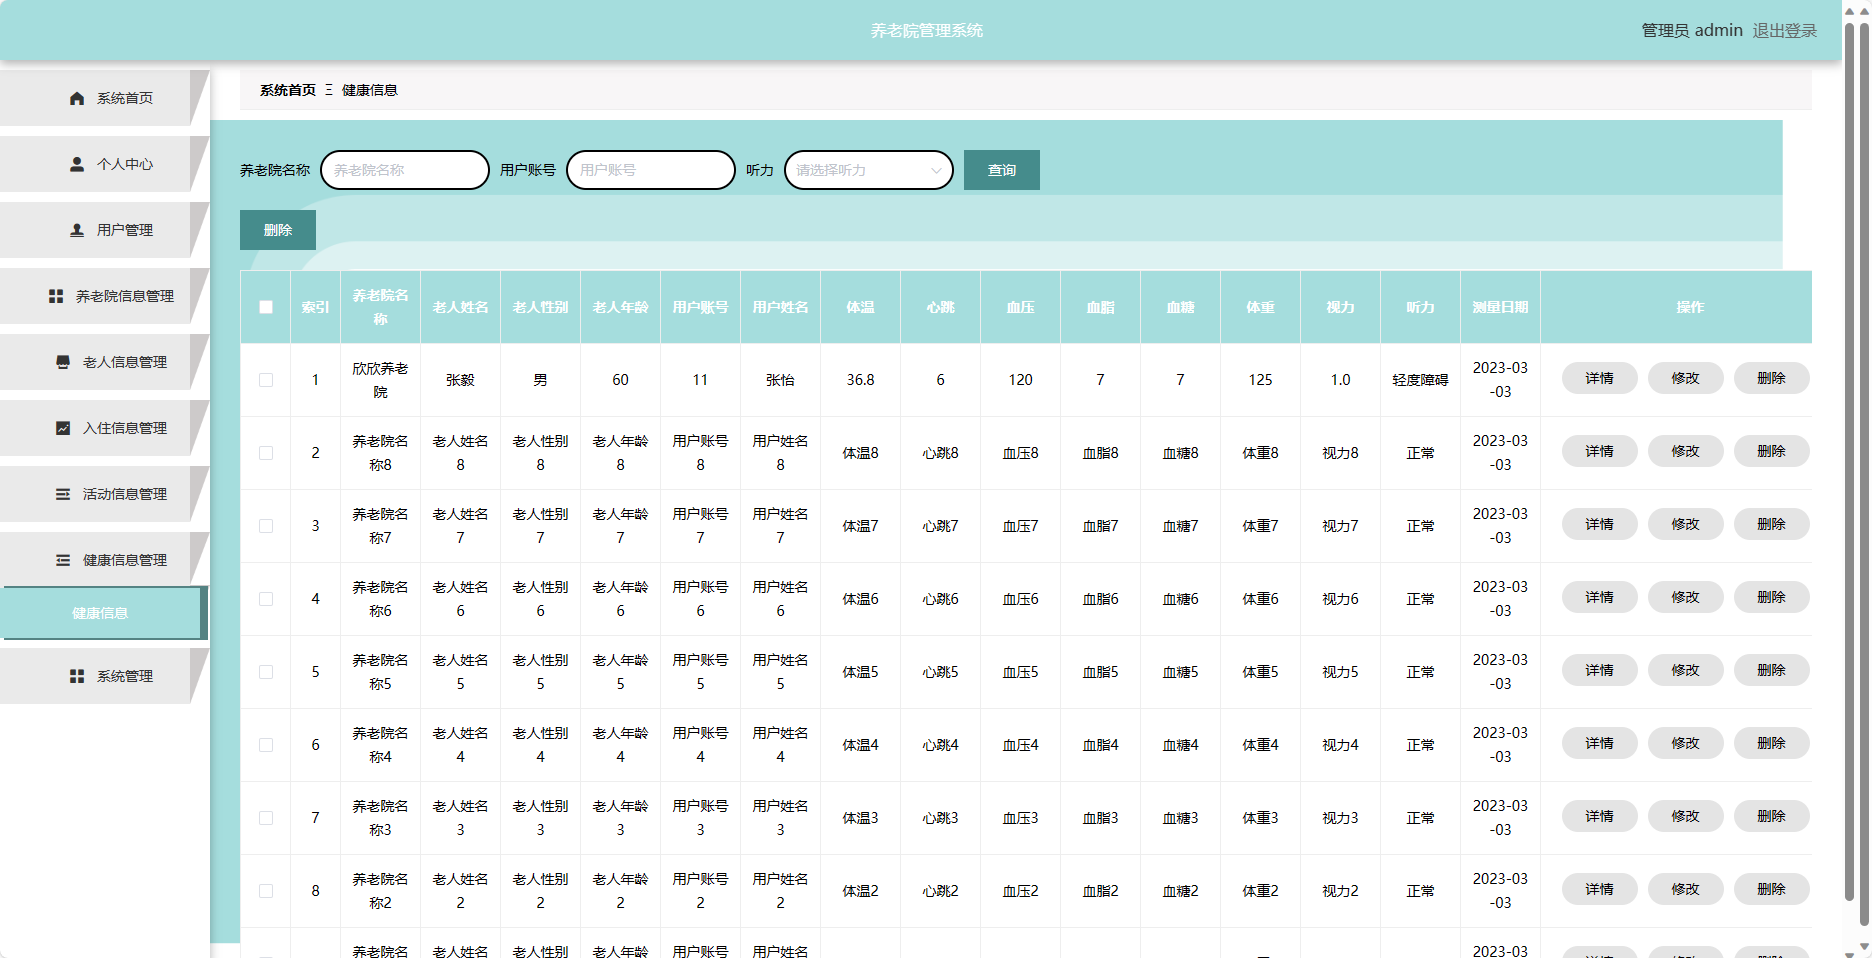 养老院管理系统
管理员 admin 退出登录
系统首页
个人中心
用户管理
养老院信息管理
老人信息管理
入住信息管理
活动信息管理
健康信息管理
健康信息
系统管理
系统首页 Ξ 健康信息
养老院名称 养老院名称 用户账号 用户账号 听力 请选择听力 查询
删除
索引 养老院名称 老人姓名 老人性别 老人年龄 用户账号 用户姓名 体温 心跳 血压 血脂 血糖 体重 视力 听力 测量日期 操作
1 欣欣养老院 张毅 男 60 11 张怡 36.8 6 120 7 7 125 1.0 轻度障碍 2023-03-03 详情 修改 删除
2 养老院名称8 老人姓名8 老人性别8 老人年龄8 用户账号8 用户姓名8 体温8 心跳8 血压8 血脂8 血糖8 体重8 视力8 正常 2023-03-03 详情 修改 删除
3 养老院名称7 老人姓名7 老人性别7 老人年龄7 用户账号7 用户姓名7 体温7 心跳7 血压7 血脂7 血糖7 体重7 视力7 正常 2023-03-03 详情 修改 删除
4 养老院名称6 老人姓名6 老人性别6 老人年龄6 用户账号6 用户姓名6 体温6 心跳6 血压6 血脂6 血糖6 体重6 视力6 正常 2023-03-03 详情 修改 删除
5 养老院名称5 老人姓名5 老人性别5 老人年龄5 用户账号5 用户姓名5 体温5 心跳5 血压5 血脂5 血糖5 体重5 视力5 正常 2023-03-03 详情 修改 删除
6 养老院名称4 老人姓名4 老人性别4 老人年龄4 用户账号4 用户姓名4 体温4 心跳4 血压4 血脂4 血糖4 体重4 视力4 正常 2023-03-03 详情 修改 删除
7 养老院名称3 老人姓名3 老人性别3 老人年龄3 用户账号3 用户姓名3 体温3 心跳3 血压3 血脂3 血糖3 体重3 视力3 正常 2023-03-03 详情 修改 删除
8 养老院名称2 老人姓名2 老人性别2 老人年龄2 用户账号2 用户姓名2 体温2 心跳2 血压2 血脂2 血糖2 体重2 视力2 正常 2023-03-03 详情 修改 删除
养老院名 老人姓名 老人性别 老人年龄 用户账号 用户姓名 2023-03